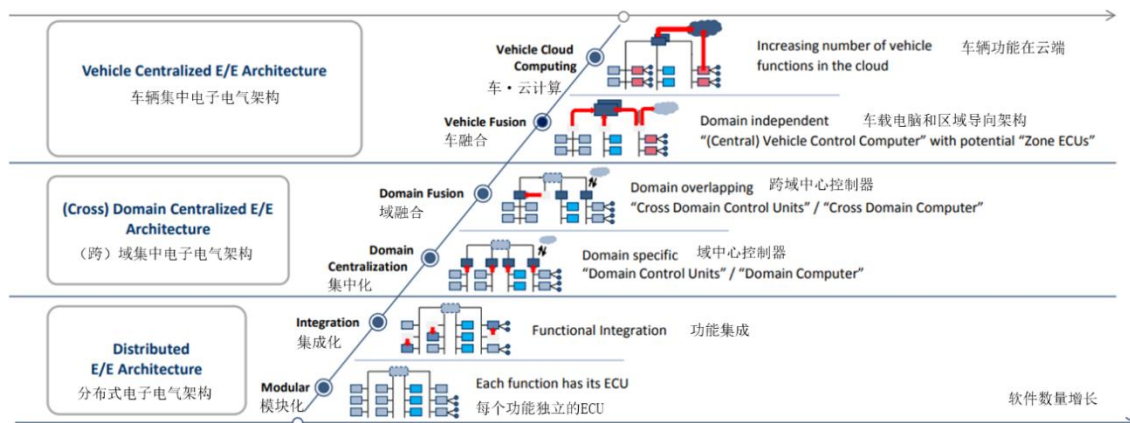 Vehicle Centralized E/E Architecture
车辆集中电子电气架构
Vehicle Cloud
Computing
车·云计算
Increasing number of vehicle 车辆功能在云端
functions in the cloud
Vehicle Fusion
车融合
Domain independent 车载电脑和区域导向架构
“(Central) Vehicle Control Computer” with potential “Zone ECUs”
(Cross) Domain Centralized E/E
Architecture
（跨）域集中电子电气架构
Domain Fusion
域融合
Domain overlapping 跨域中心控制器
“Cross Domain Control Units” / “Cross Domain Computer”
Domain
Centralization
集中化
Domain specific 域中心控制器
“Domain Control Units” / “Domain Computer”
Distributed
E/E Architecture
分布式电子电气架构
Integration
集成化
Functional Integration 功能集成
Modular
模块化
Each function has its ECU
每个功能独立的ECU
软件数量增长